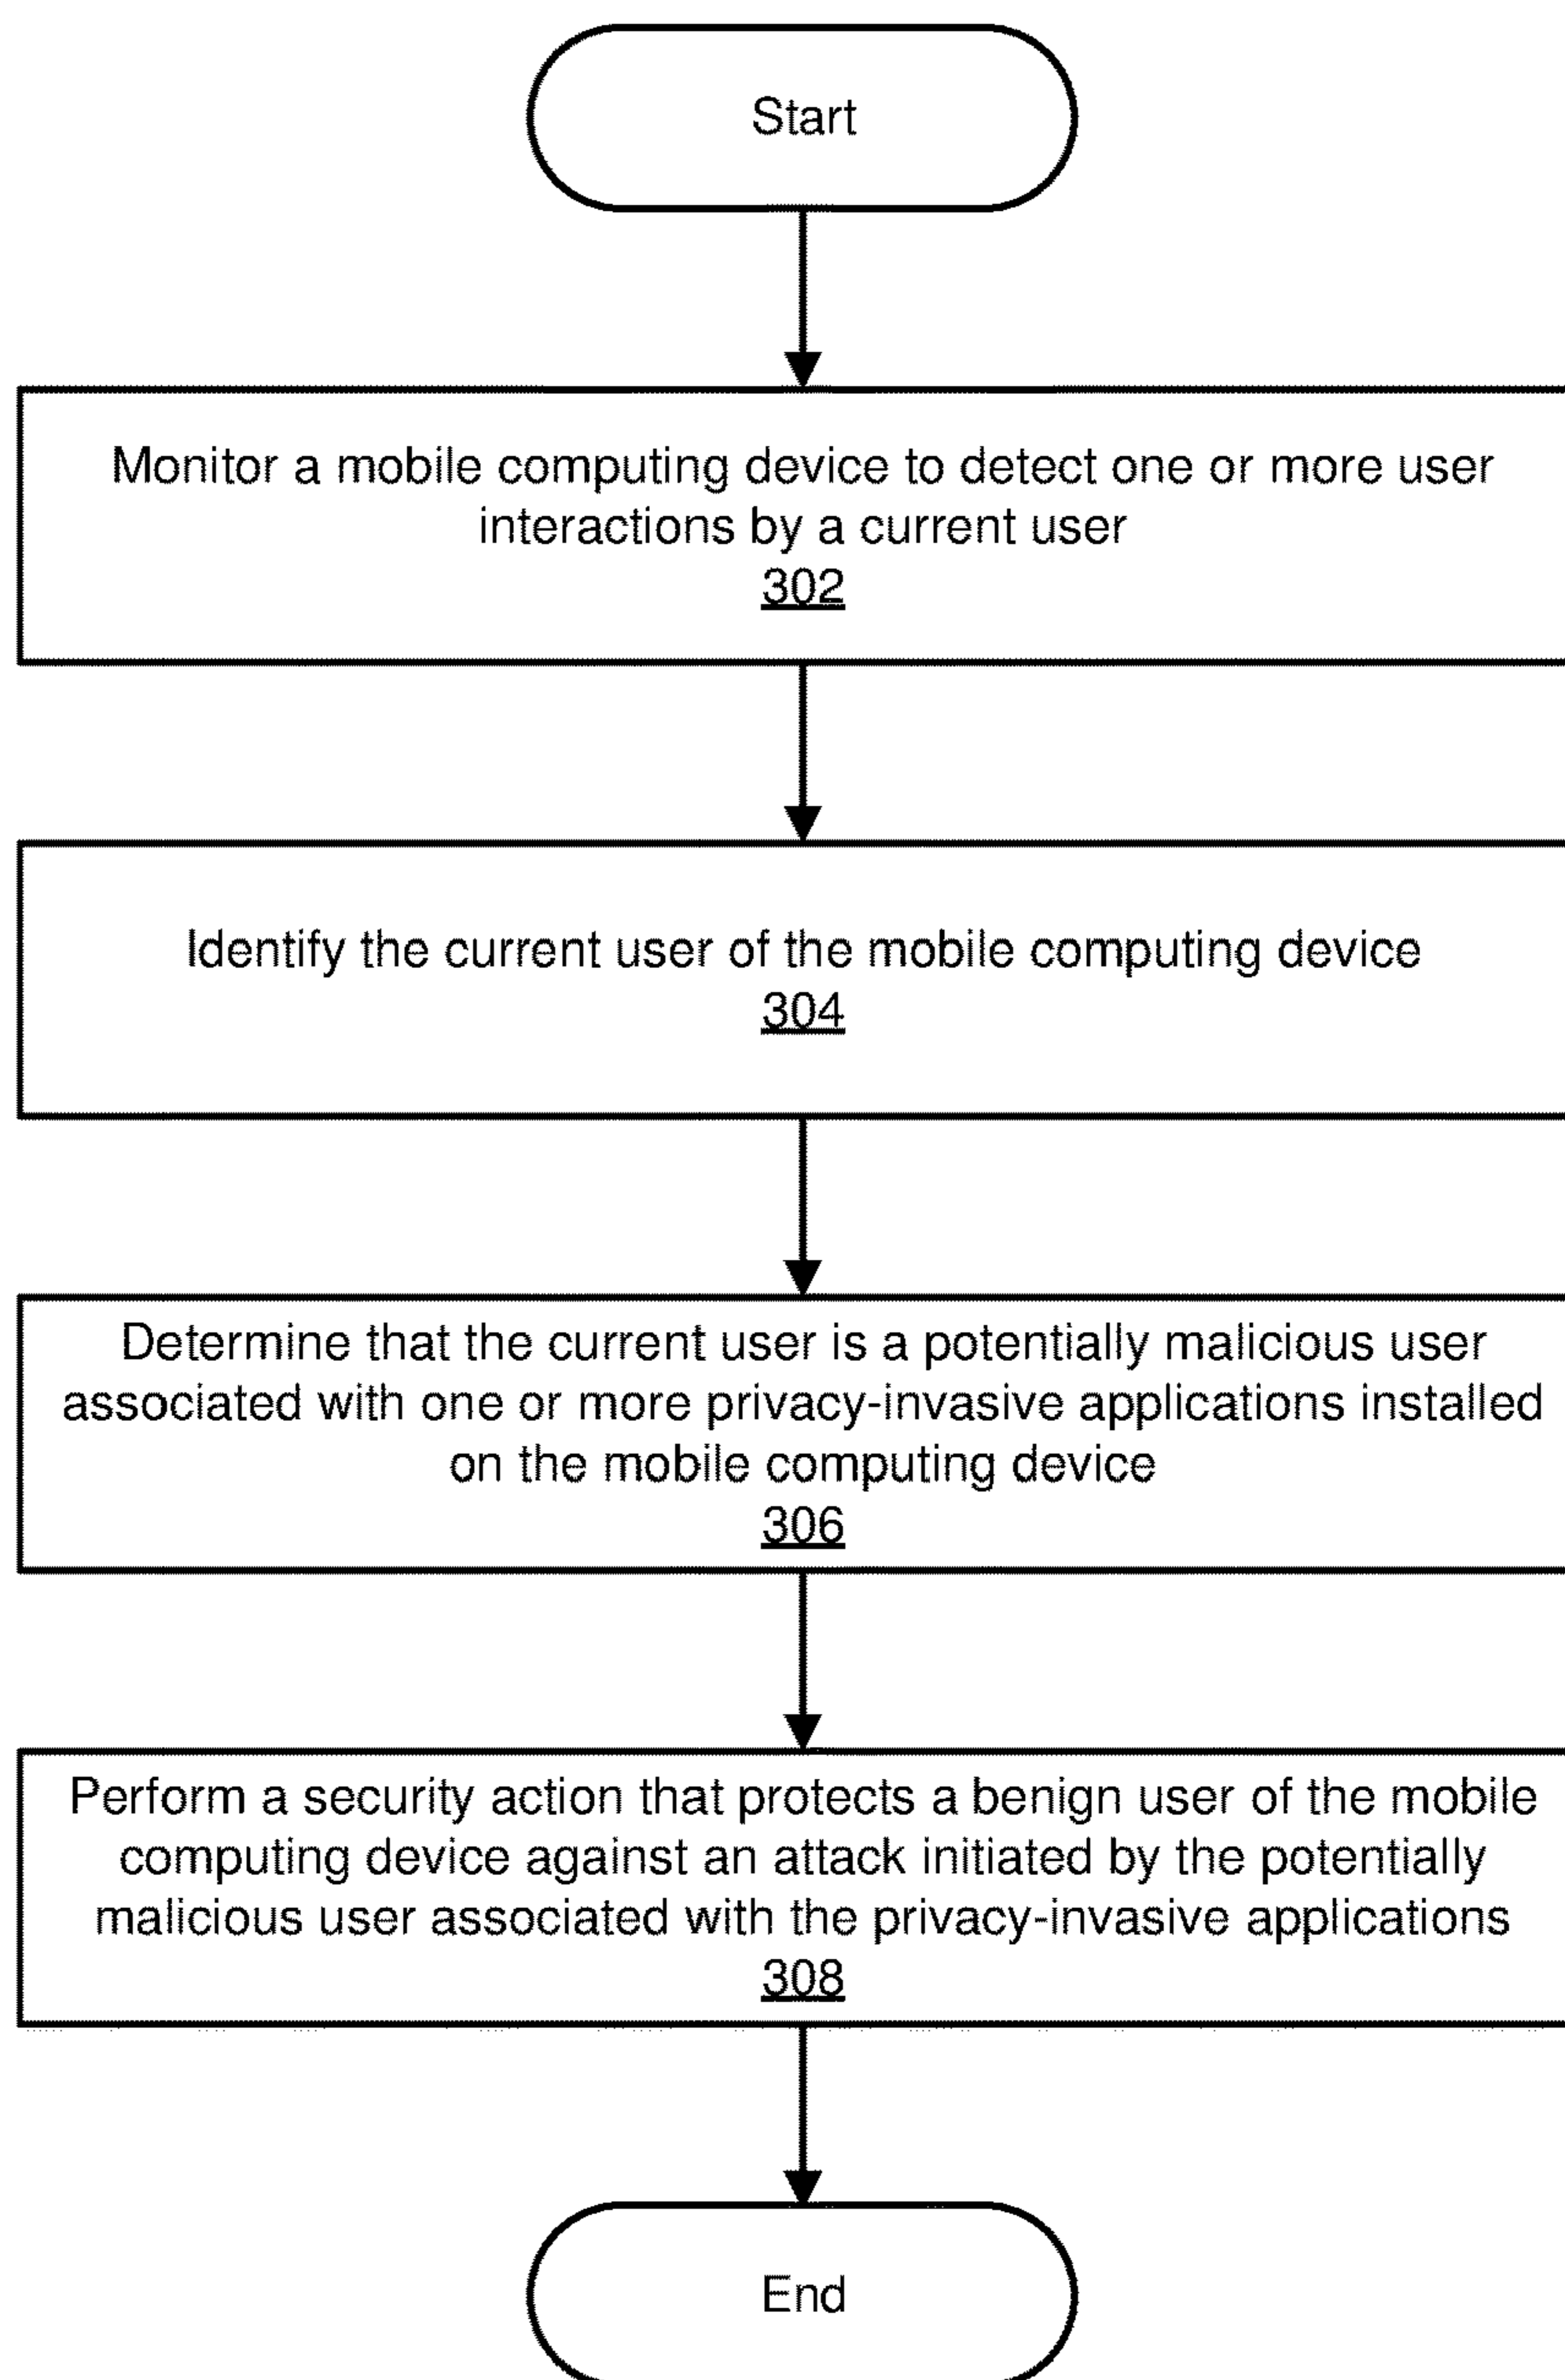 Start
Monitor a mobile computing device to detect one or more user
interactions by a current user
302
Identify the current user of the mobile computing device
304
Determine that the current user is a potentially malicious user
associated with one or more privacy-invasive applications installed
on the mobile computing device
306
Perform a security action that protects a benign user of the mobile
computing device against an attack initiated by the potentially
malicious user associated with the privacy-invasive applications
308
End